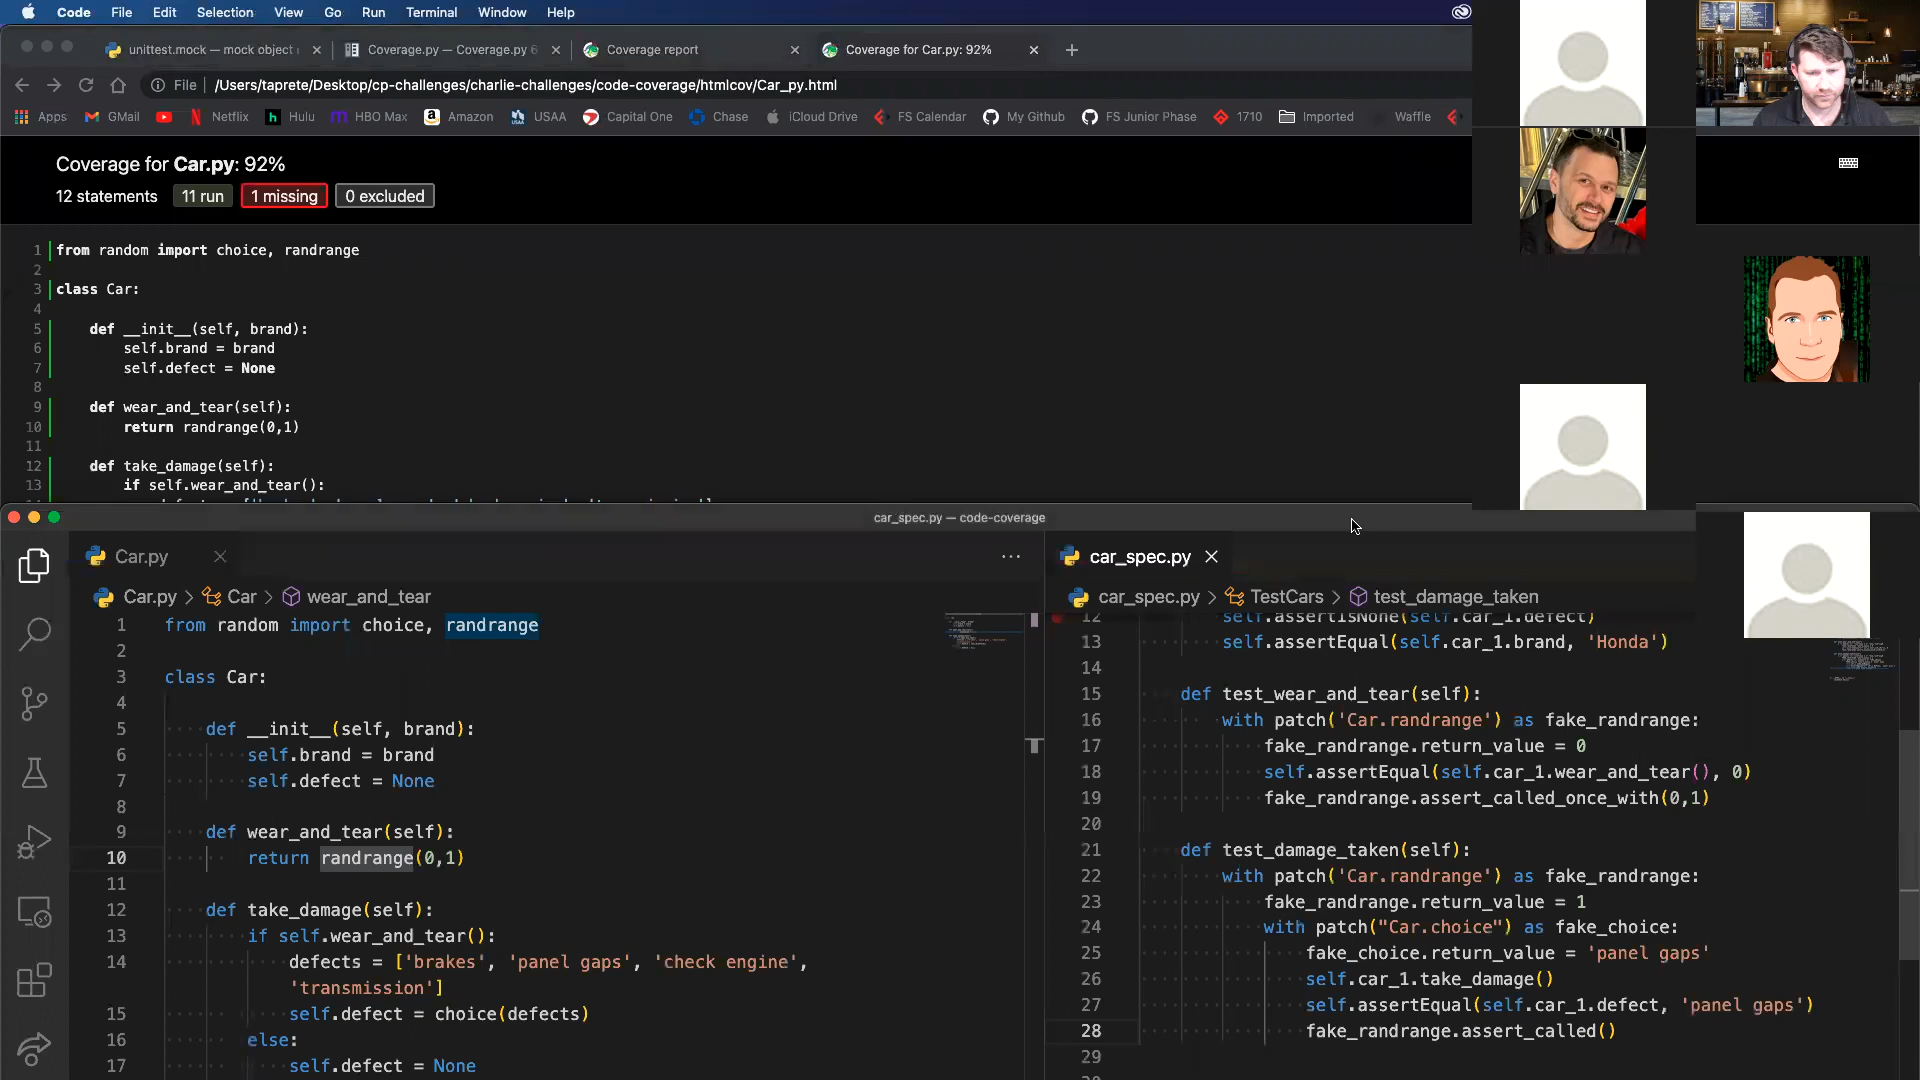 Code File Edit Selection View Go Run Terminal Window Help
unittest.mock — mock object
Coverage.py — Coverage.py 6
Coverage report
Coverage for Car.py: 92%
File /Users/taprete/Desktop/cp-challenges/charlie-challenges/code-coverage/htmlcov/Car_py.html
Apps GMail Netflix Hulu HBO Max Amazon USAA Capital One Chase iCloud Drive FS Calendar My Github FS Junior Phase 1710 Imported Waffle
Coverage for Car.py: 92%
12 statements 11 run 1 missing 0 excluded
1 from random import choice, randrange
2
3 class Car:
4
5 def __init__(self, brand):
6 self.brand = brand
7 self.defect = None
8
9 def wear_and_tear(self):
10 return randrange(0,1)
11
12 def take_damage(self):
13 if self.wear_and_tear():
car_spec.py — code-coverage
Car.py
Car.py > Car > wear_and_tear
1 from random import choice, randrange
2
3 class Car:
4
5 def __init__(self, brand):
6 self.brand = brand
7 self.defect = None
8
9 def wear_and_tear(self):
10 return randrange(0,1)
11
12 def take_damage(self):
13 if self.wear_and_tear():
14 defects = ['brakes', 'panel gaps', 'check engine',
'transmission']
15 self.defect = choice(defects)
16 else:
17 self.defect = None
car_spec.py
car_spec.py > TestCars > test_damage_taken
12 self.assertIsNone(self.car_1.defect)
13 self.assertEqual(self.car_1.brand, 'Honda')
14
15 def test_wear_and_tear(self):
16 with patch('Car.randrange') as fake_randrange:
17 fake_randrange.return_value = 0
18 self.assertEqual(self.car_1.wear_and_tear(), 0)
19 fake_randrange.assert_called_once_with(0,1)
20
21 def test_damage_taken(self):
22 with patch('Car.randrange') as fake_randrange:
23 fake_randrange.return_value = 1
24 with patch("Car.choice") as fake_choice:
25 fake_choice.return_value = 'panel gaps'
26 self.car_1.take_damage()
27 self.assertEqual(self.car_1.defect, 'panel gaps')
28 fake_randrange.assert_called()
29